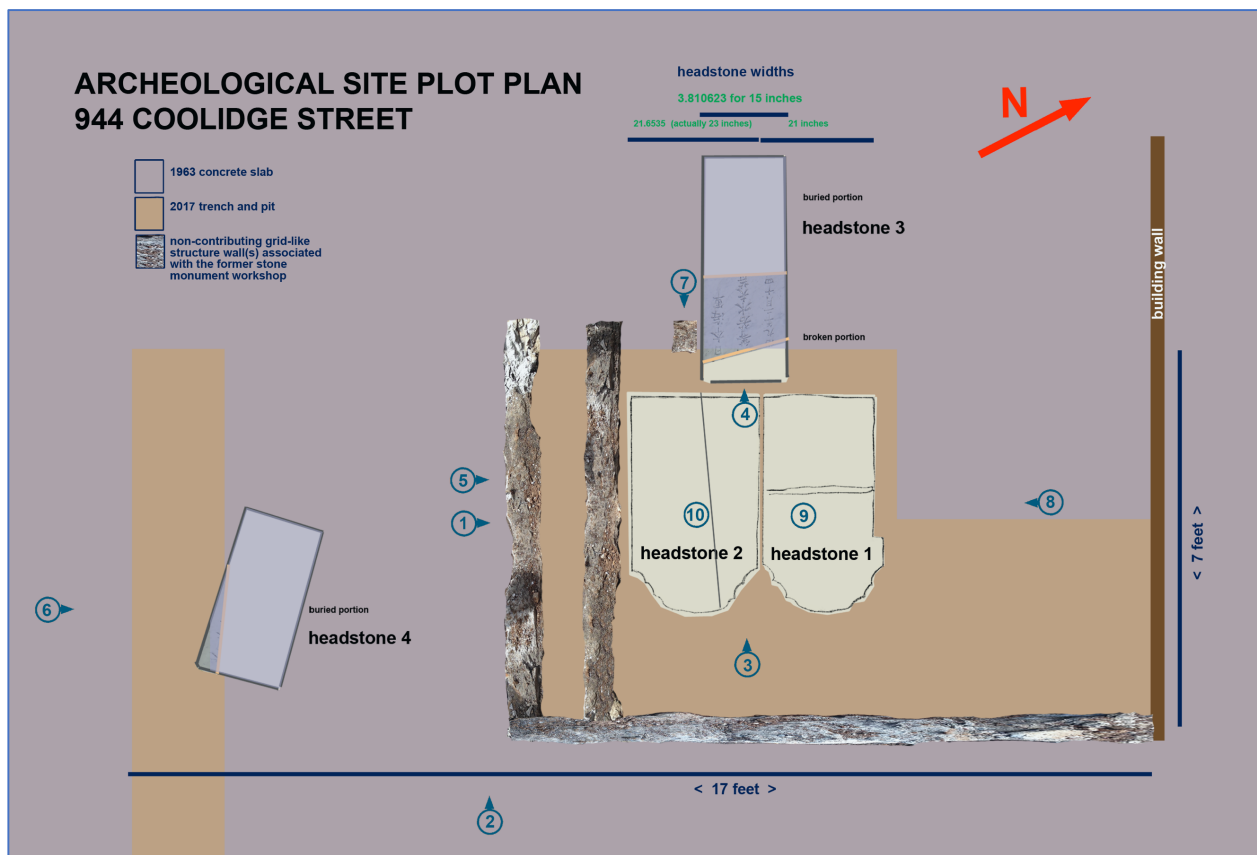 ARCHEOLOGICAL SITE PLOT PLAN
944 COOLIDGE STREET
1963 concrete slab
2017 trench and pit
non-contributing grid-like
structure wall(s) associated
with the former stone
monument workshop
headstone widths
3.810623 for 15 inches
21.6535 (actually 23 inches)
21 inches
N
buried portion
headstone 3
broken portion
building wall
7
4
5
1
8
10
9
headstone 2
headstone 1
6
buried portion
headstone 4
3
< 7 feet >
< 17 feet >
2